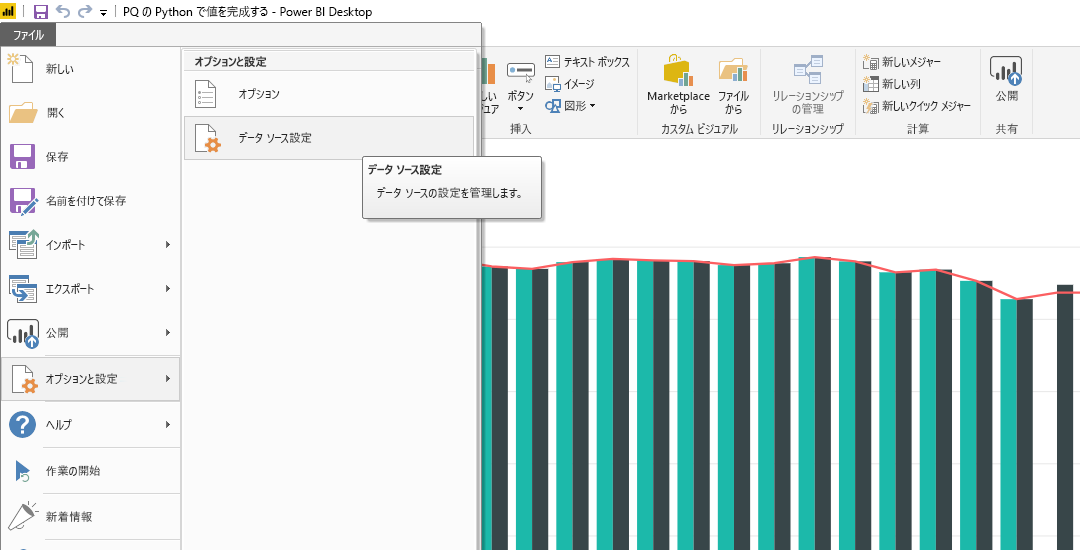 PQ の Python で値を完成する - Power BI Desktop
ファイル
新しい
開く
保存
名前を付けて保存
インポート
エクスポート
公開
オプションと設定
ヘルプ
作業の開始
新着情報
オプションと設定
オプション
データ ソース設定
データ ソース設定
データ ソースの設定を管理します。
ボタン
テキスト ボックス
イメージ
図形
挿入
Marketplace
から
ファイル
から
カスタム ビジュアル
リレーションシップ
の管理
リレーションシップ
新しいメジャー
新しい列
新しいクイック メジャー
計算
公開
共有